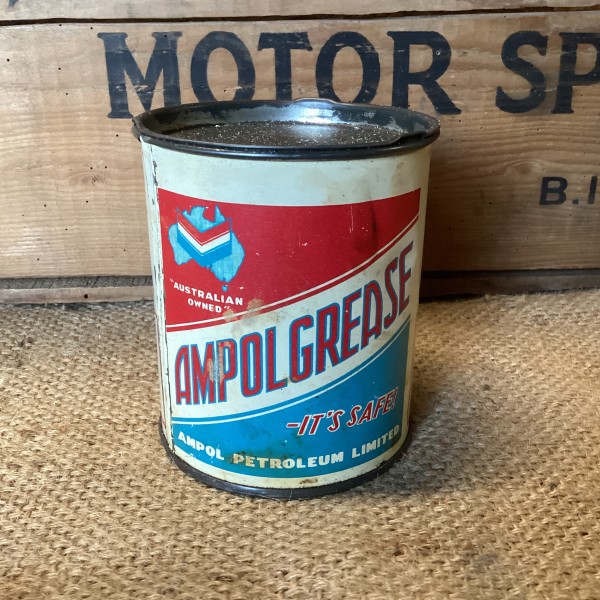 MOTOR SP
B.I
"AUSTRALIAN
OWNED"
AMPOLGREASE
-IT'S SAFE!
AMPOL PETROLEUM LIMITED